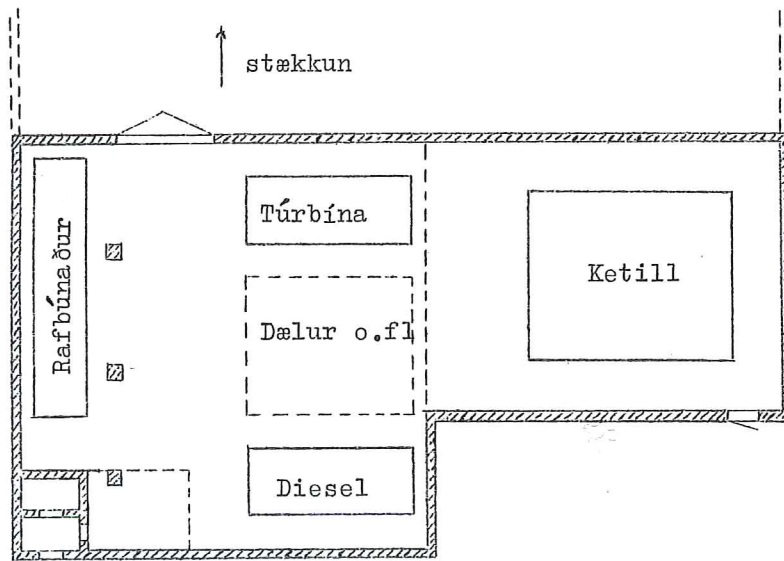 stækkun
Túrbína
Rafbúnaður
Ketill
Dælur o.fl
Diesel